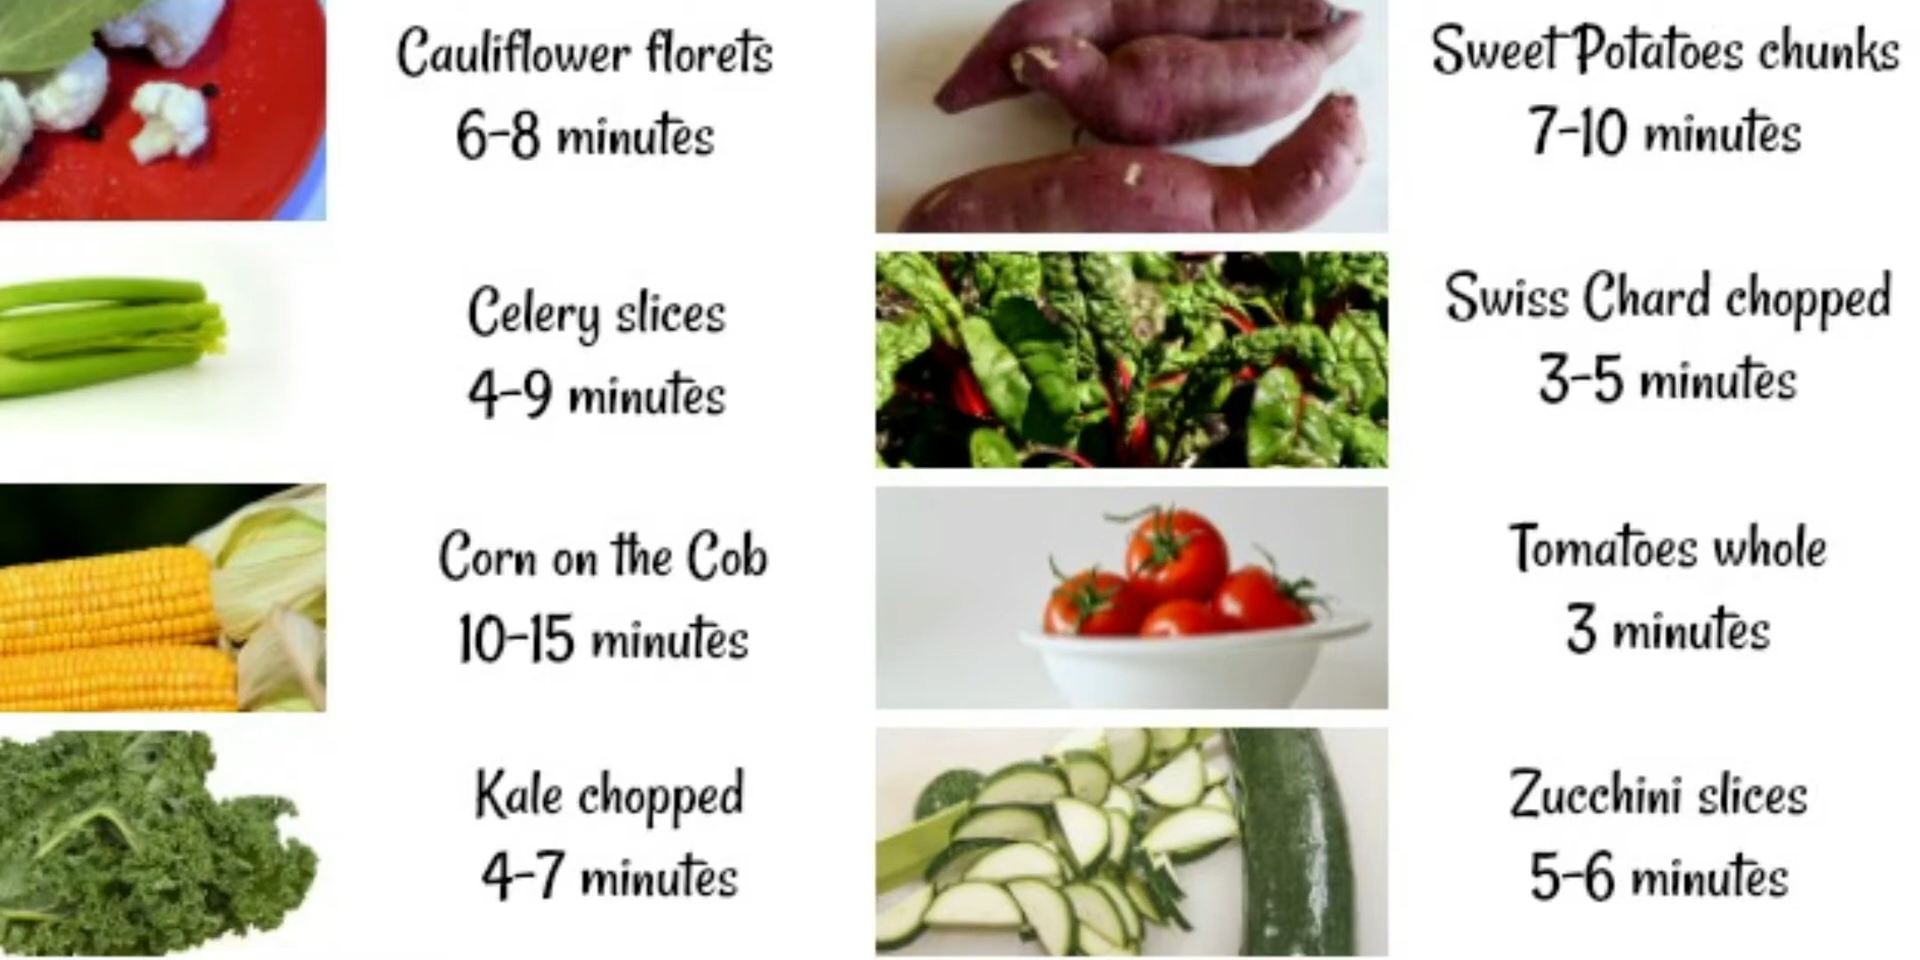 Cauliflower florets
6-8 minutes
Sweet Potatoes chunks
7-10 minutes
Celery slices
4-9 minutes
Swiss Chard chopped
3-5 minutes
Corn on the Cob
10-15 minutes
Tomatoes whole
3 minutes
Kale chopped
4-7 minutes
Zucchini slices
5-6 minutes